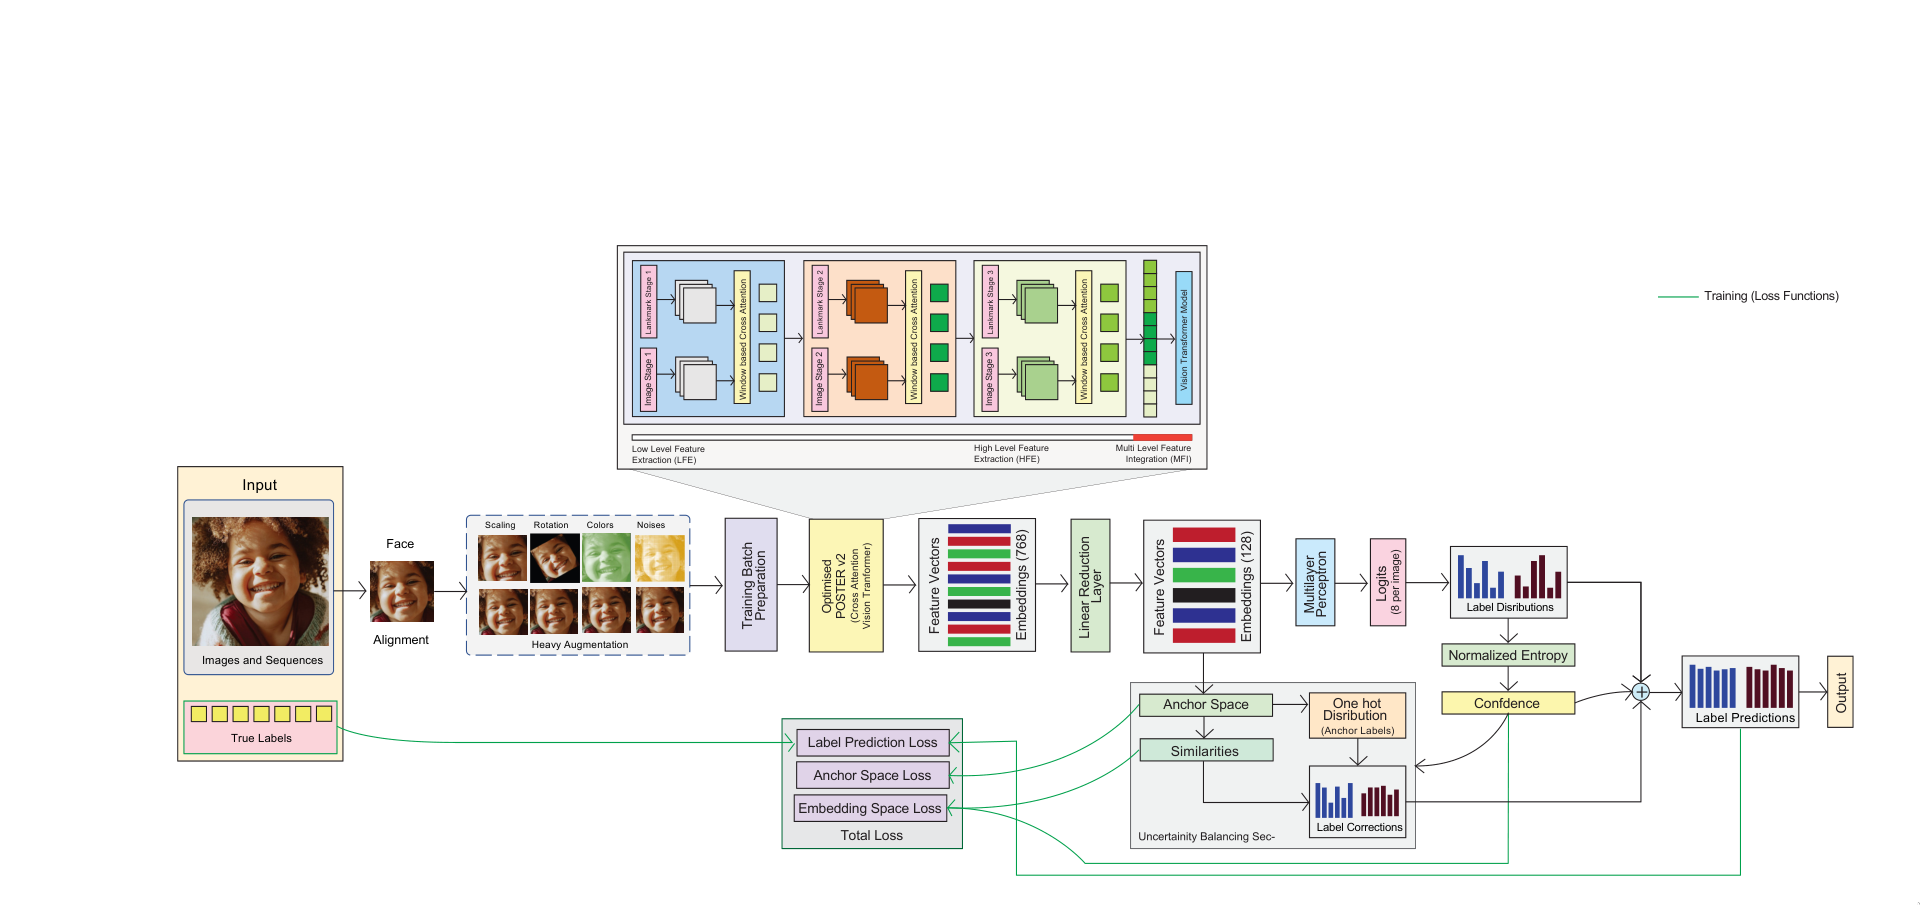 Lankmark Stage 1
Image Stage 1
Window based Cross Attention
Lankmark Stage 2
Image Stage 2
Window based Cross Attention
Lankmark Stage 3
Image Stage 3
Window based Cross Attention
Vision Transformer Model
Low Level Feature
Extraction (LFE)
High Level Feature
Extraction (HFE)
Multi Level Feature
Integration (MFI)
Training (Loss Functions)
Input
Images and Sequences
True Labels
Face
Alignment
Scaling
Rotation
Colors
Noises
Heavy Augmentation
Training Batch
Preparation
Optimised
POSTER v2
(Cross Attention
Vision Tranformer)
Feature Vectors
Embeddings (768)
Linear Reduction
Layer
Feature Vectors
Embeddings (128)
Multilayer
Perceptron
Logits
(8 per image)
Label Disributions
Normalized Entropy
Confdence
+
Label Predictions
Output
Anchor Space
Similarities
One hot
Disribution
(Anchor Labels)
Label Corrections
Uncertainity Balancing Sec-
Label Prediction Loss
Anchor Space Loss
Embedding Space Loss
Total Loss